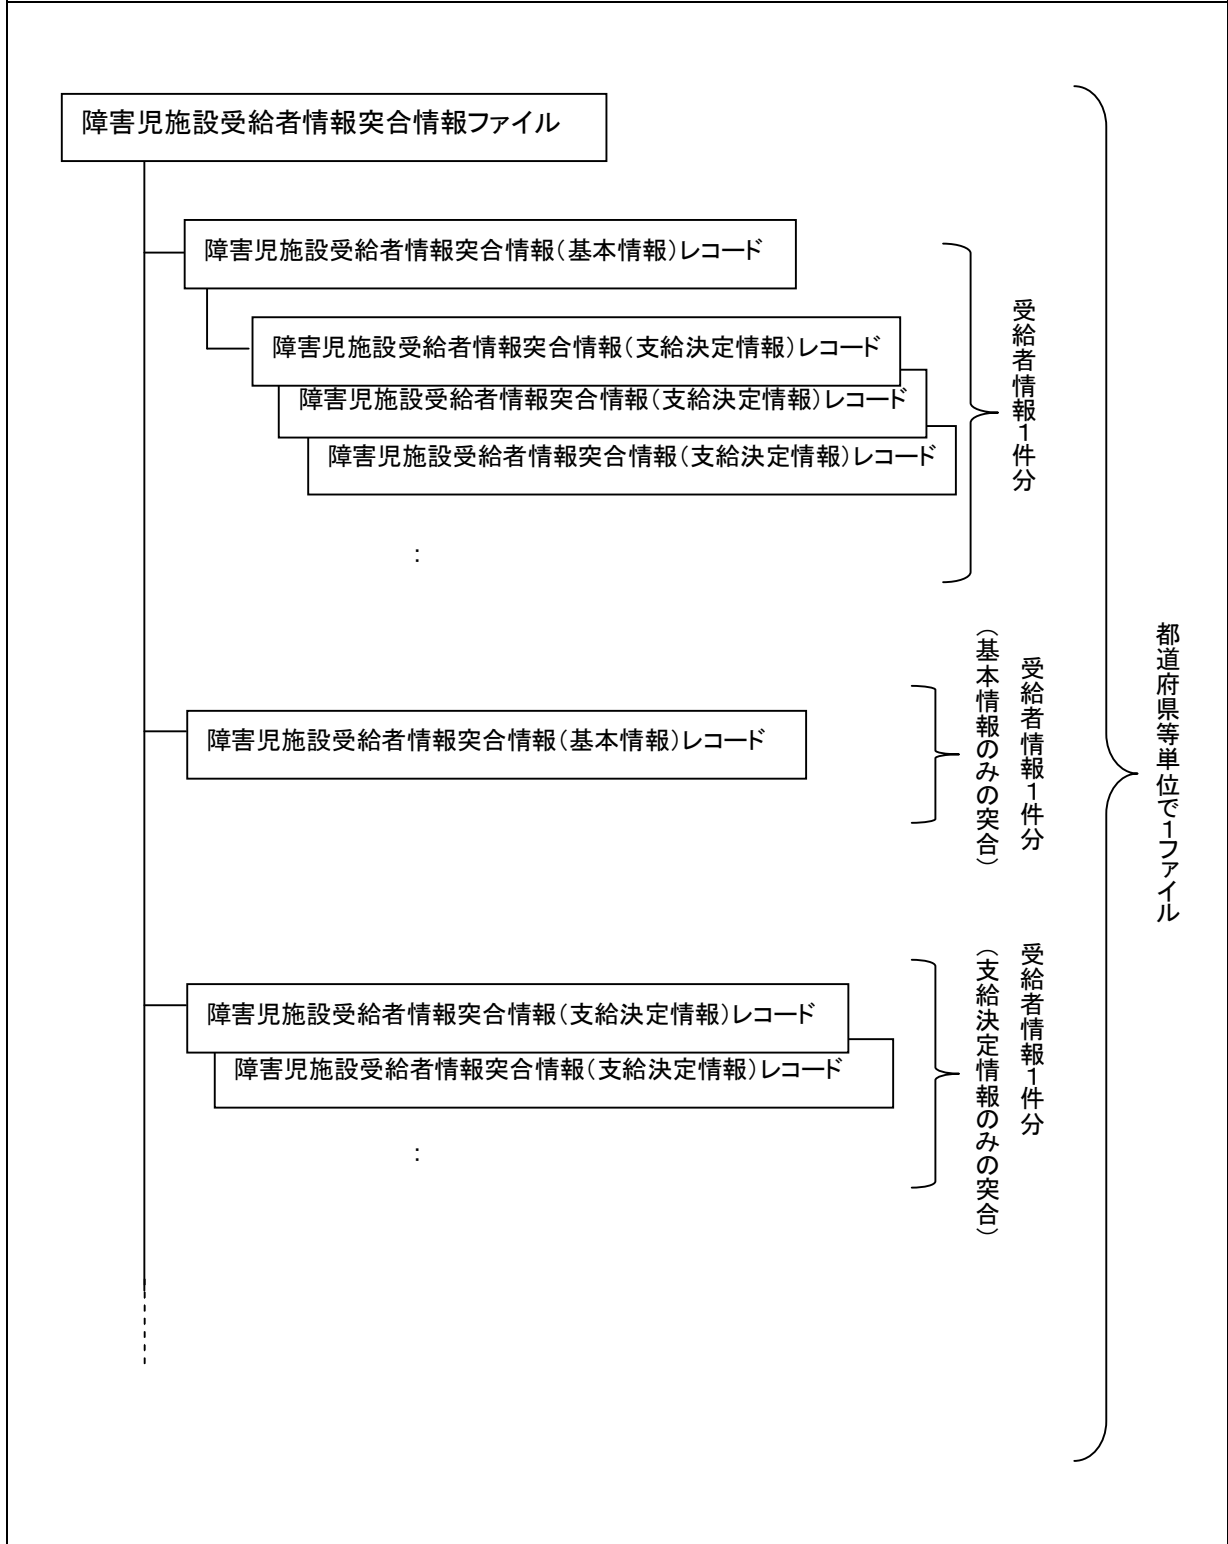 障害児施設受給者情報突合情報ファイル
障害児施設受給者情報突合情報(基本情報)レコード
障害児施設受給者情報突合情報(支給決定情報)レコード
障害児施設受給者情報突合情報(支給決定情報)レコード
障害児施設受給者情報突合情報(支給決定情報)レコード
:
受給者情報1件分
障害児施設受給者情報突合情報(基本情報)レコード
受給者情報1件分
(基本情報のみの突合)
障害児施設受給者情報突合情報(支給決定情報)レコード
障害児施設受給者情報突合情報(支給決定情報)レコード
:
受給者情報1件分
(支給決定情報のみの突合)
都道府県等単位で1ファイル